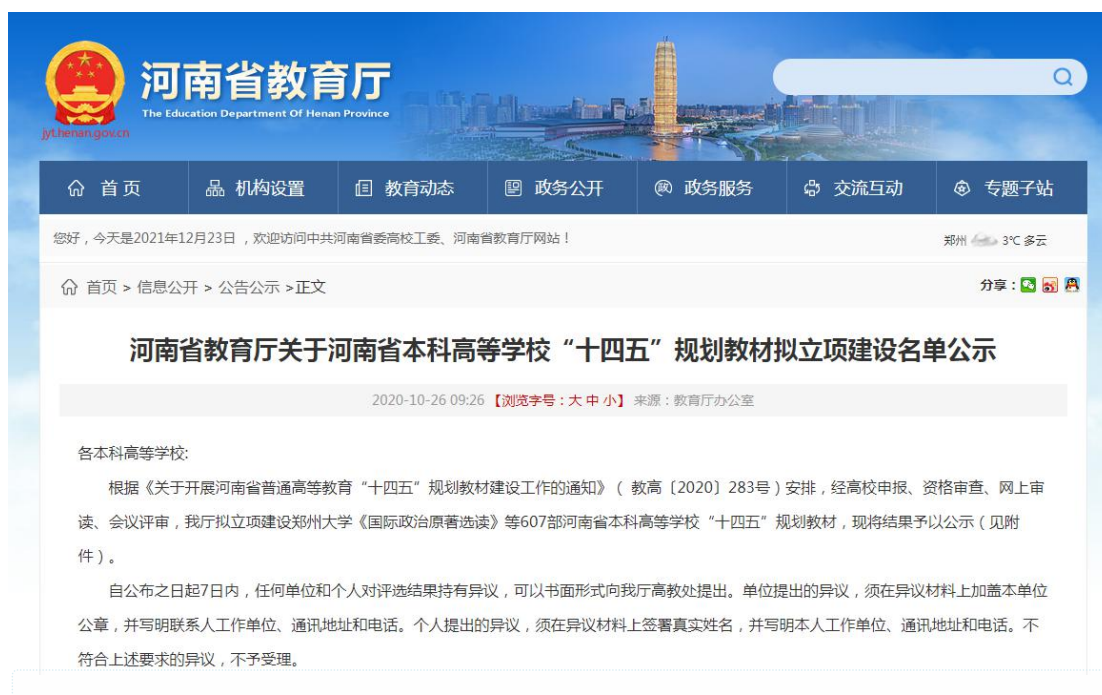 河南省教育厅
The Education Department Of Henan Province
jyt.henan.gov.cn
首页 机构设置 教育动态 政务公开 政务服务 交流互动 专题子站
您好，今天是2021年12月23日 ，欢迎访问中共河南省委高校工委、河南省教育厅网站！ 郑州 3℃ 多云
首页 > 信息公开 > 公告公示 >正文 分享：
河南省教育厅关于河南省本科高等学校“十四五”规划教材拟立项建设名单公示
2020-10-26 09:26 【浏览字号：大 中 小】 来源：教育厅办公室
各本科高等学校:
根据《关于开展河南省普通高等教育“十四五”规划教材建设工作的通知》（ 教高〔2020〕283号）安排，经高校申报、资格审查、网上审
读、会议评审，我厅拟立项建设郑州大学《国际政治原著选读》等607部河南省本科高等学校“十四五”规划教材，现将结果予以公示（见附
件）。
自公布之日起7日内，任何单位和个人对评选结果持有异议，可以书面形式向我厅高教处提出。单位提出的异议，须在异议材料上加盖本单位
公章，并写明联系人工作单位、通讯地址和电话。个人提出的异议，须在异议材料上签署真实姓名，并写明本人工作单位、通讯地址和电话。不
符合上述要求的异议，不予受理。